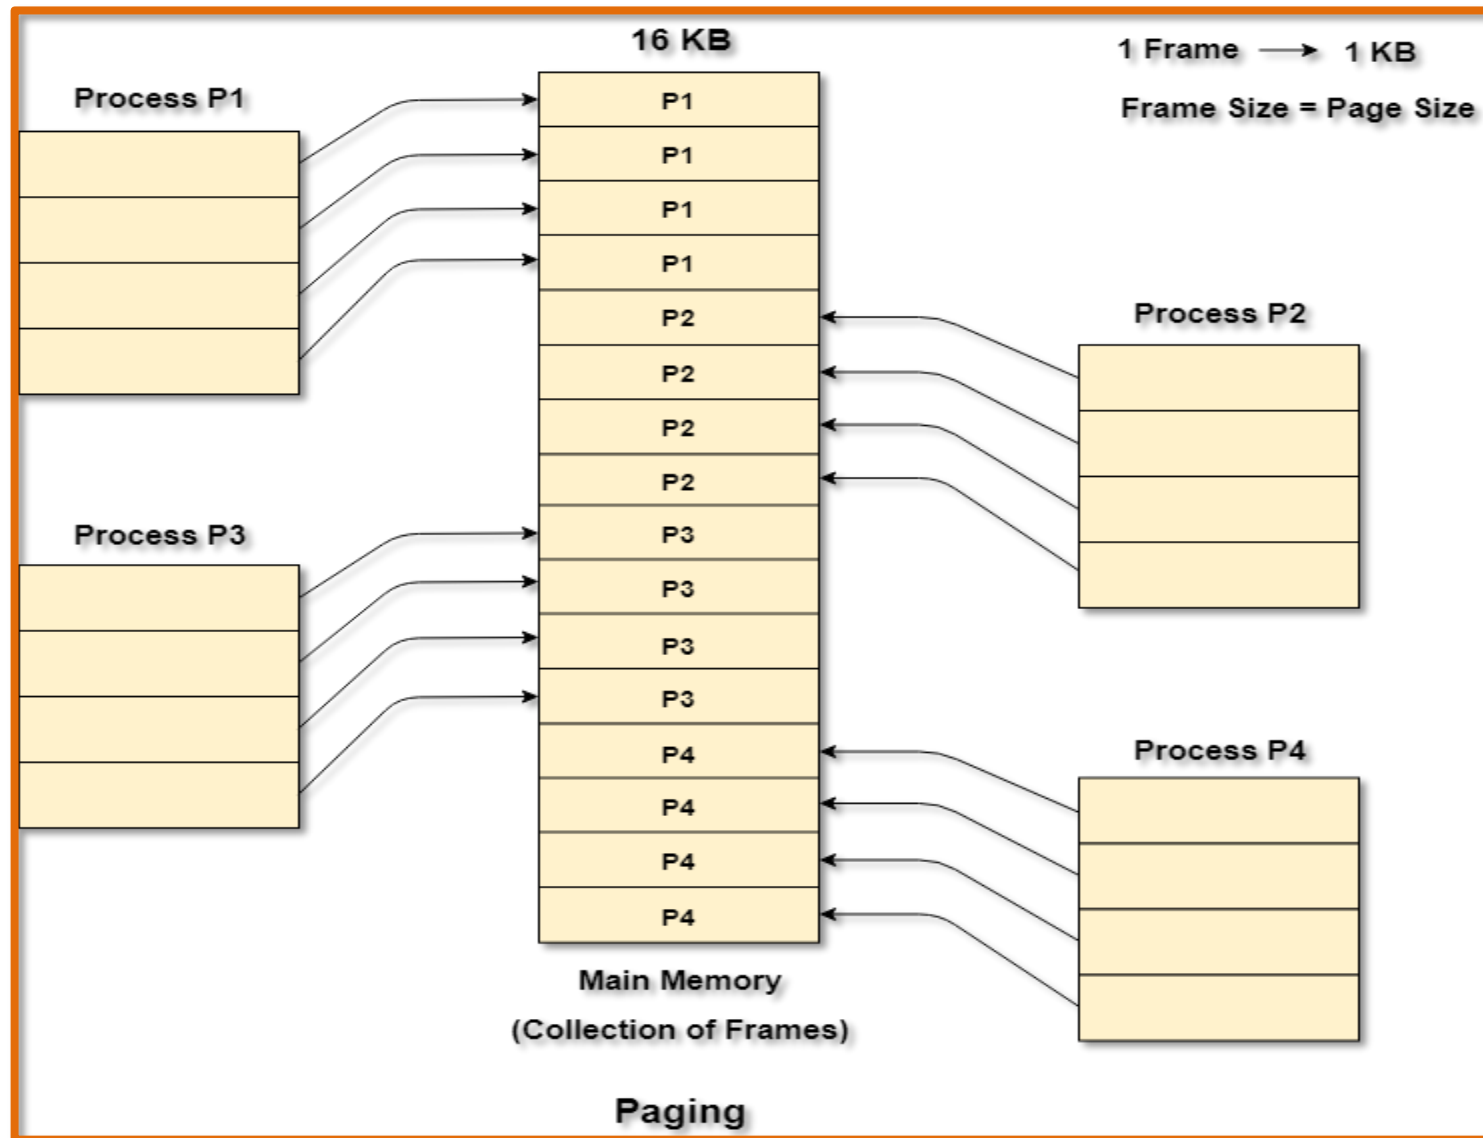 16 KB
1 Frame → 1 KB
Frame Size = Page Size
Process P1
P1
P1
P1
P1
Process P2
P2
P2
P2
P2
Process P3
P3
P3
P3
P3
Process P4
P4
P4
P4
P4
Main Memory
(Collection of Frames)
Paging